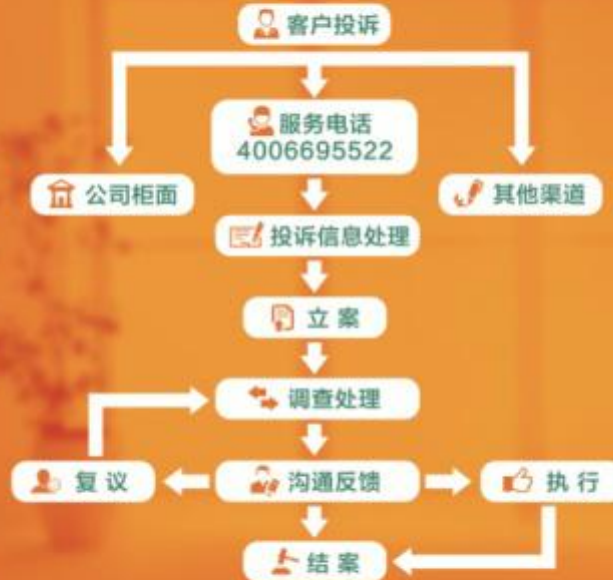 客户投诉
服务电话
4006695522
公司柜面
其他渠道
投诉信息处理
立案
调查处理
复议
沟通反馈
执行
结案